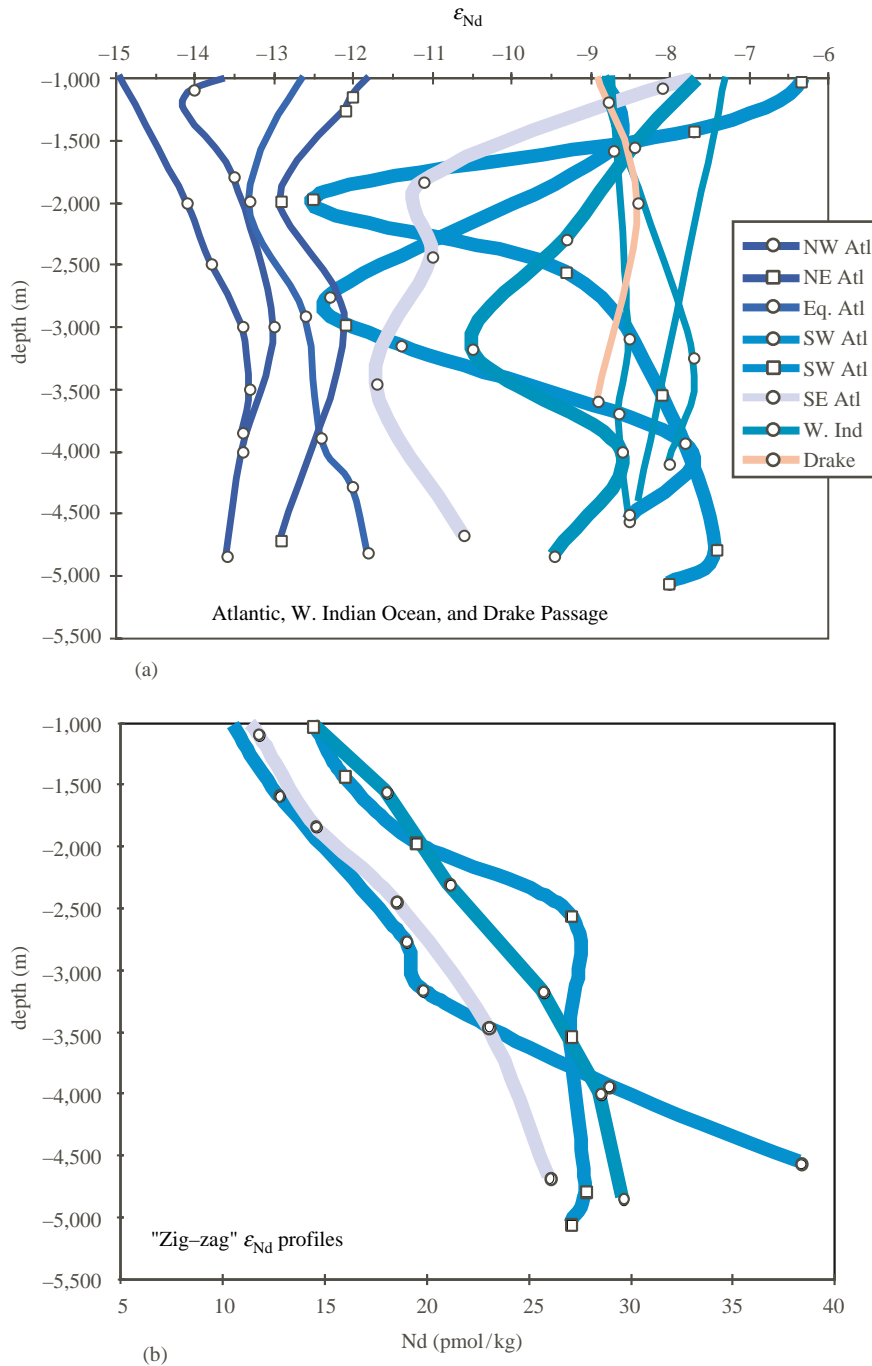 εNd
–15 –14 –13 –12 –11 –10 –9 –8 –7 –6
–1,000
–1,500
–2,000
–2,500
–3,000
–3,500
–4,000
–4,500
–5,000
–5,500
depth (m)
NW Atl
NE Atl
Eq. Atl
SW Atl
SW Atl
SE Atl
W. Ind
Drake
Atlantic, W. Indian Ocean, and Drake Passage
(a)
–1,000
–1,500
–2,000
–2,500
–3,000
–3,500
–4,000
–4,500
–5,000
–5,500
depth (m)
"Zig–zag" εNd profiles
5 10 15 20 25 30 35 40
Nd (pmol/kg)
(b)